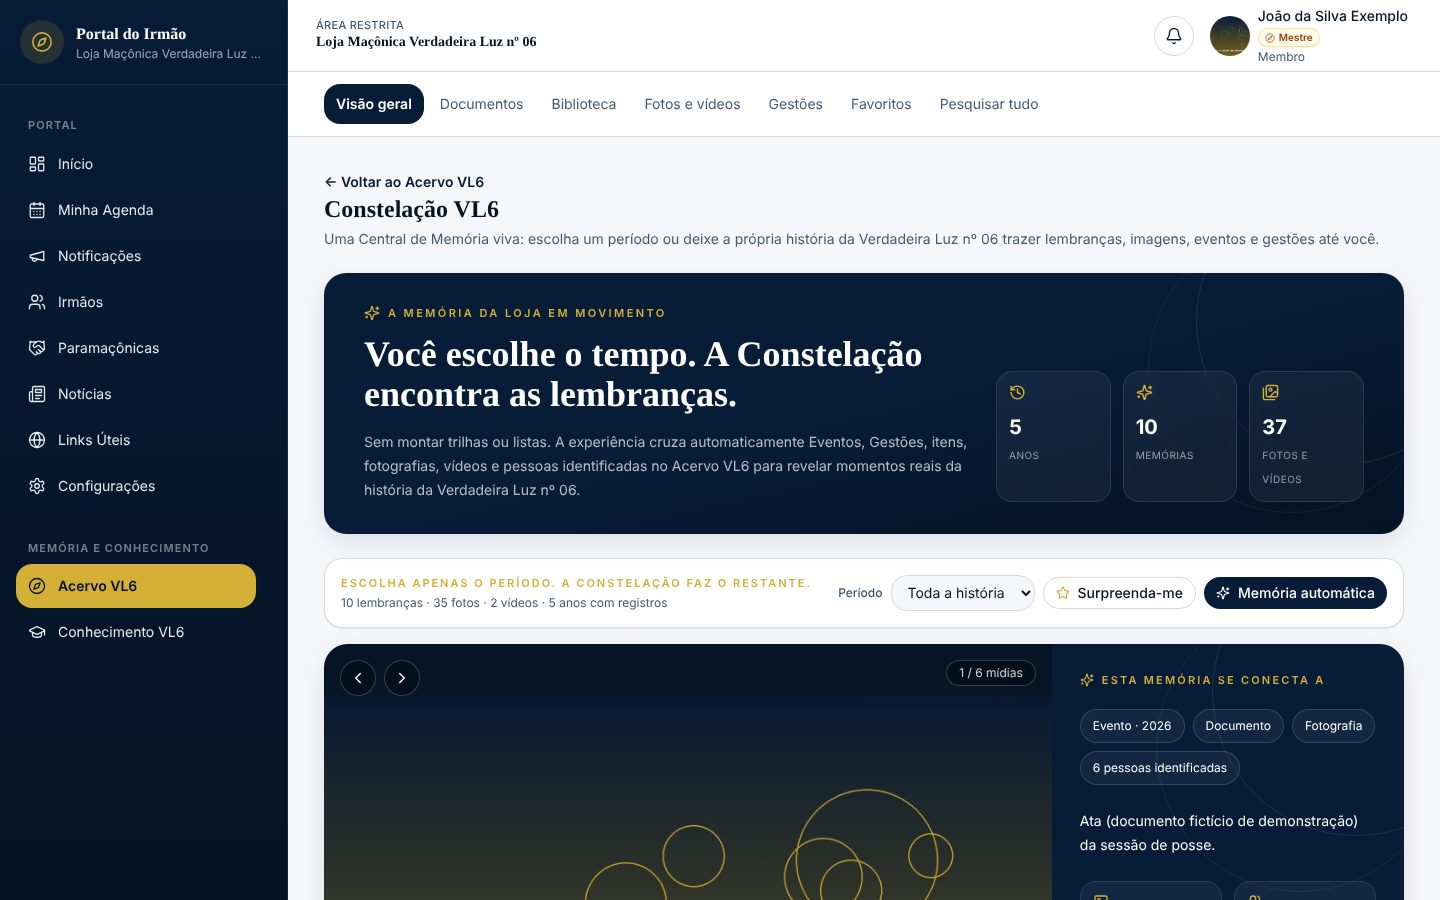 Portal do Irmão
Loja Maçônica Verdadeira Luz ...
PORTAL
Início
Minha Agenda
Notificações
Irmãos
Paramaçônicas
Notícias
Links Úteis
Configurações
MEMÓRIA E CONHECIMENTO
Acervo VL6
Conhecimento VL6
ÁREA RESTRITA
Loja Maçônica Verdadeira Luz nº 06
João da Silva Exemplo
Mestre
Membro
Visão geral Documentos Biblioteca Fotos e vídeos Gestões Favoritos Pesquisar tudo
← Voltar ao Acervo VL6
Constelação VL6
Uma Central de Memória viva: escolha um período ou deixe a própria história da Verdadeira Luz nº 06 trazer lembranças, imagens, eventos e gestões até você.
A MEMÓRIA DA LOJA EM MOVIMENTO
Você escolhe o tempo. A Constelação
encontra as lembranças.
Sem montar trilhas ou listas. A experiência cruza automaticamente Eventos, Gestões, itens,
fotografias, vídeos e pessoas identificadas no Acervo VL6 para revelar momentos reais da
história da Verdadeira Luz nº 06.
5
ANOS
10
MEMÓRIAS
37
FOTOS E
VÍDEOS
ESCOLHA APENAS O PERÍODO. A CONSTELAÇÃO FAZ O RESTANTE.
10 lembranças · 35 fotos · 2 vídeos · 5 anos com registros
Período Toda a história Surpreenda-me Memória automática
1 / 6 mídias
ESTA MEMÓRIA SE CONECTA A
Evento · 2026 Documento Fotografia
6 pessoas identificadas
Ata (documento fictício de demonstração)
da sessão de posse.